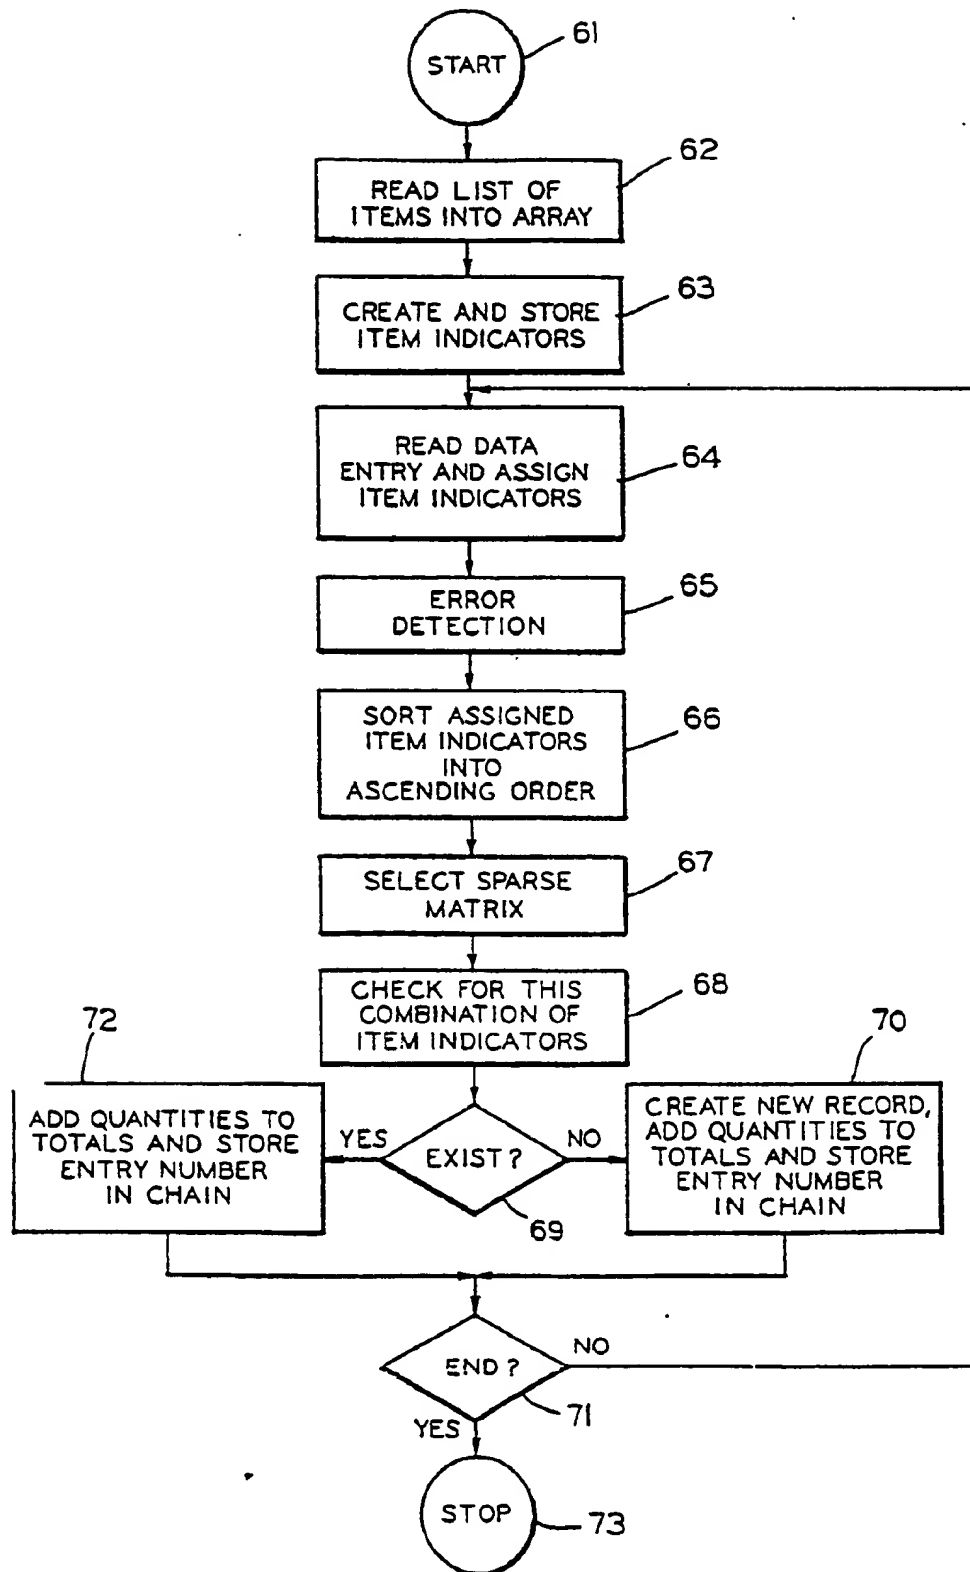 START
61
READ LIST OF
ITEMS INTO ARRAY
62
CREATE AND STORE
ITEM INDICATORS
63
READ DATA
ENTRY AND ASSIGN
ITEM INDICATORS
64
ERROR
DETECTION
65
SORT ASSIGNED
ITEM INDICATORS
INTO
ASCENDING ORDER
66
SELECT SPARSE
MATRIX
67
CHECK FOR THIS
COMBINATION OF
ITEM INDICATORS
68
72
ADD QUANTITIES TO
TOTALS AND STORE
ENTRY NUMBER
IN CHAIN
YES
EXIST?
NO
69
70
CREATE NEW RECORD,
ADD QUANTITIES TO
TOTALS AND STORE
ENTRY NUMBER
IN CHAIN
END?
NO
71
YES
STOP
73